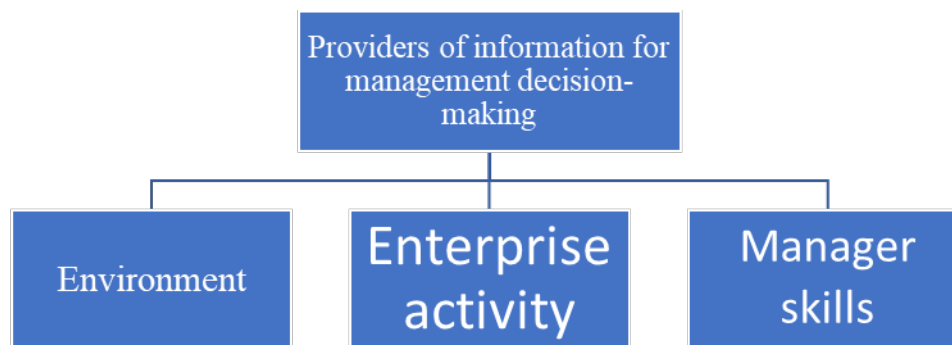 Providers of information for
management decision-
making
Environment
Enterprise
activity
Manager
skills